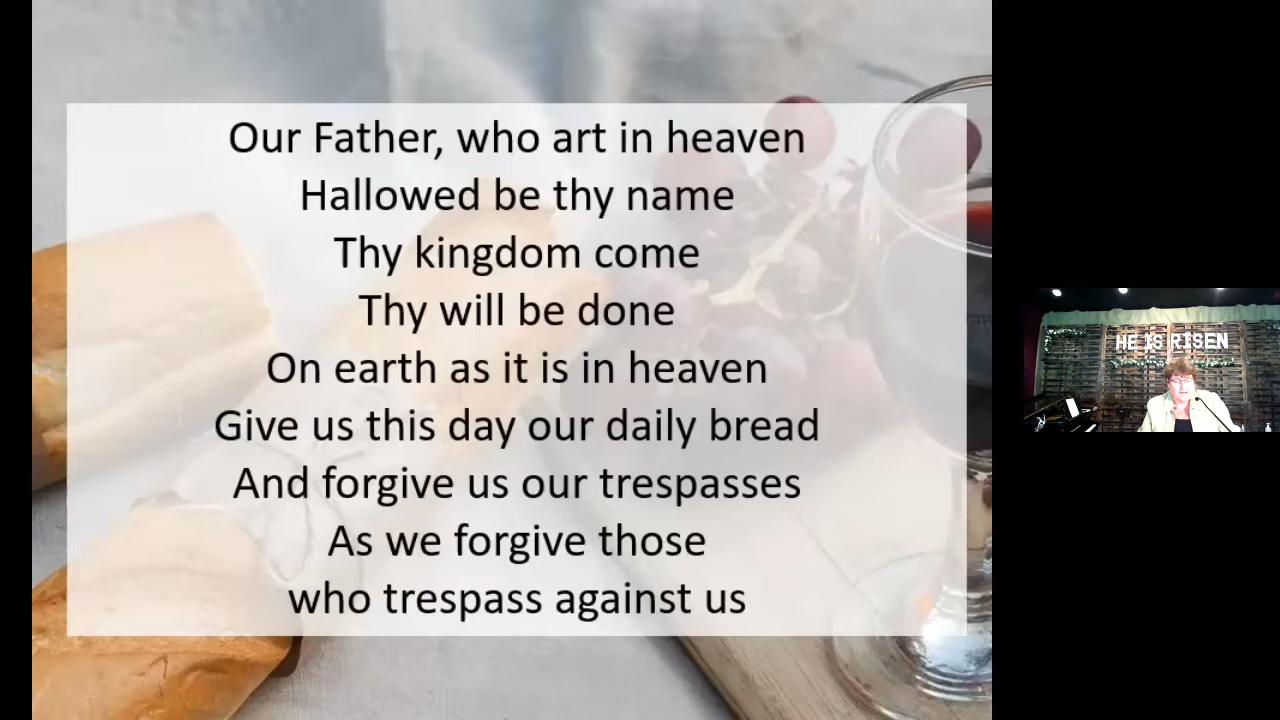 Our Father, who art in heaven
Hallowed be thy name
Thy kingdom come
Thy will be done
On earth as it is in heaven
Give us this day our daily bread
And forgive us our trespasses
As we forgive those
who trespass against us
HE IS RISEN